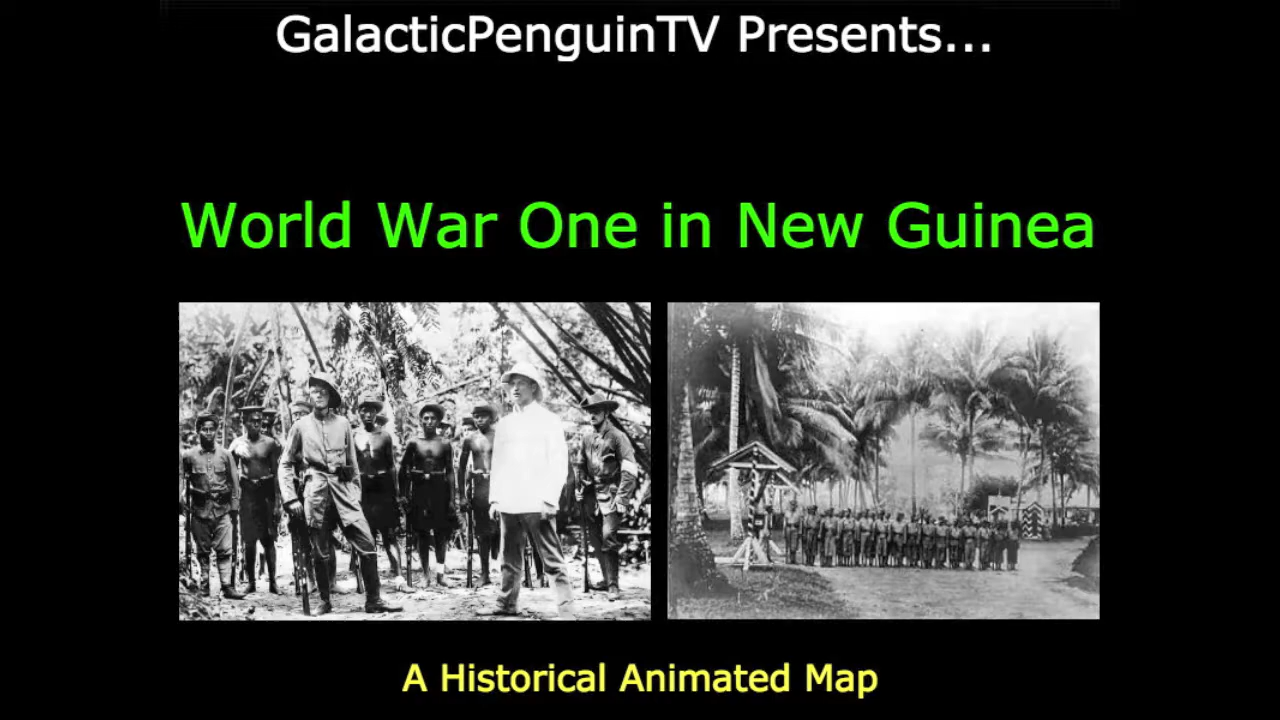 GalacticPenguinTV Presents...
World War One in New Guinea
A Historical Animated Map